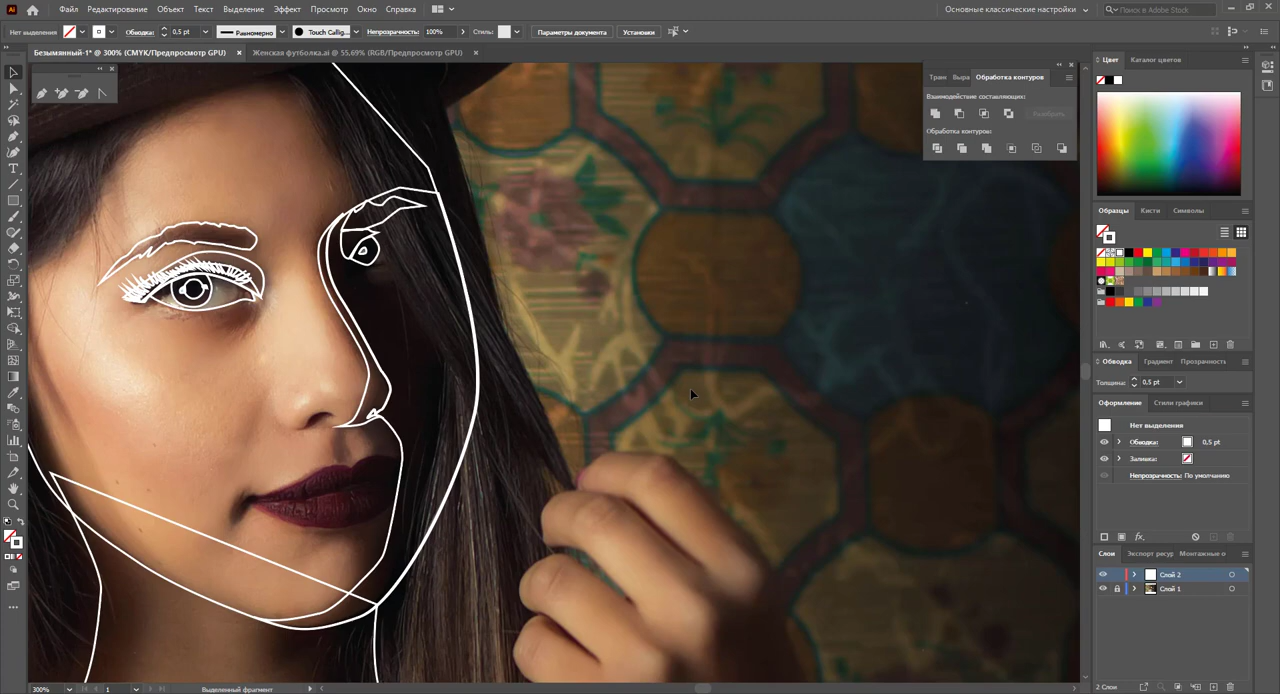 Ai
Файл Редактирование Объект Текст Выделение Эффект Просмотр Окно Справка
Основные классические настройки
Поиск в Adobe Stock
Нет выделения
Обводка: 0,5 pt
Равномерно
Touch Callig...
Непрозрачность: 100%
Стиль:
Параметры документа
Установки
Безымянный-1* @ 300% (CMYK/Предпросмотр GPU)
Женская футболка.ai @ 55,69% (RGB/Предпросмотр GPU)
Тран Выра Обработка контуров
Взаимодействие составляющих:
Разобрать
Обработка контуров:
Цвет Каталог цветов
Образцы Кисти Символы
Обводка Градиент Прозрачность
Толщина: 0,5 pt
Оформление Стили графики
Нет выделения
Обводка: 0,5 pt
Заливка:
Непрозрачность: По умолчанию
fx
Слои Экспорт ресур Монтажные о
Слой 2
Слой 1
2 Слои
300%
1
Выделенный фрагмент